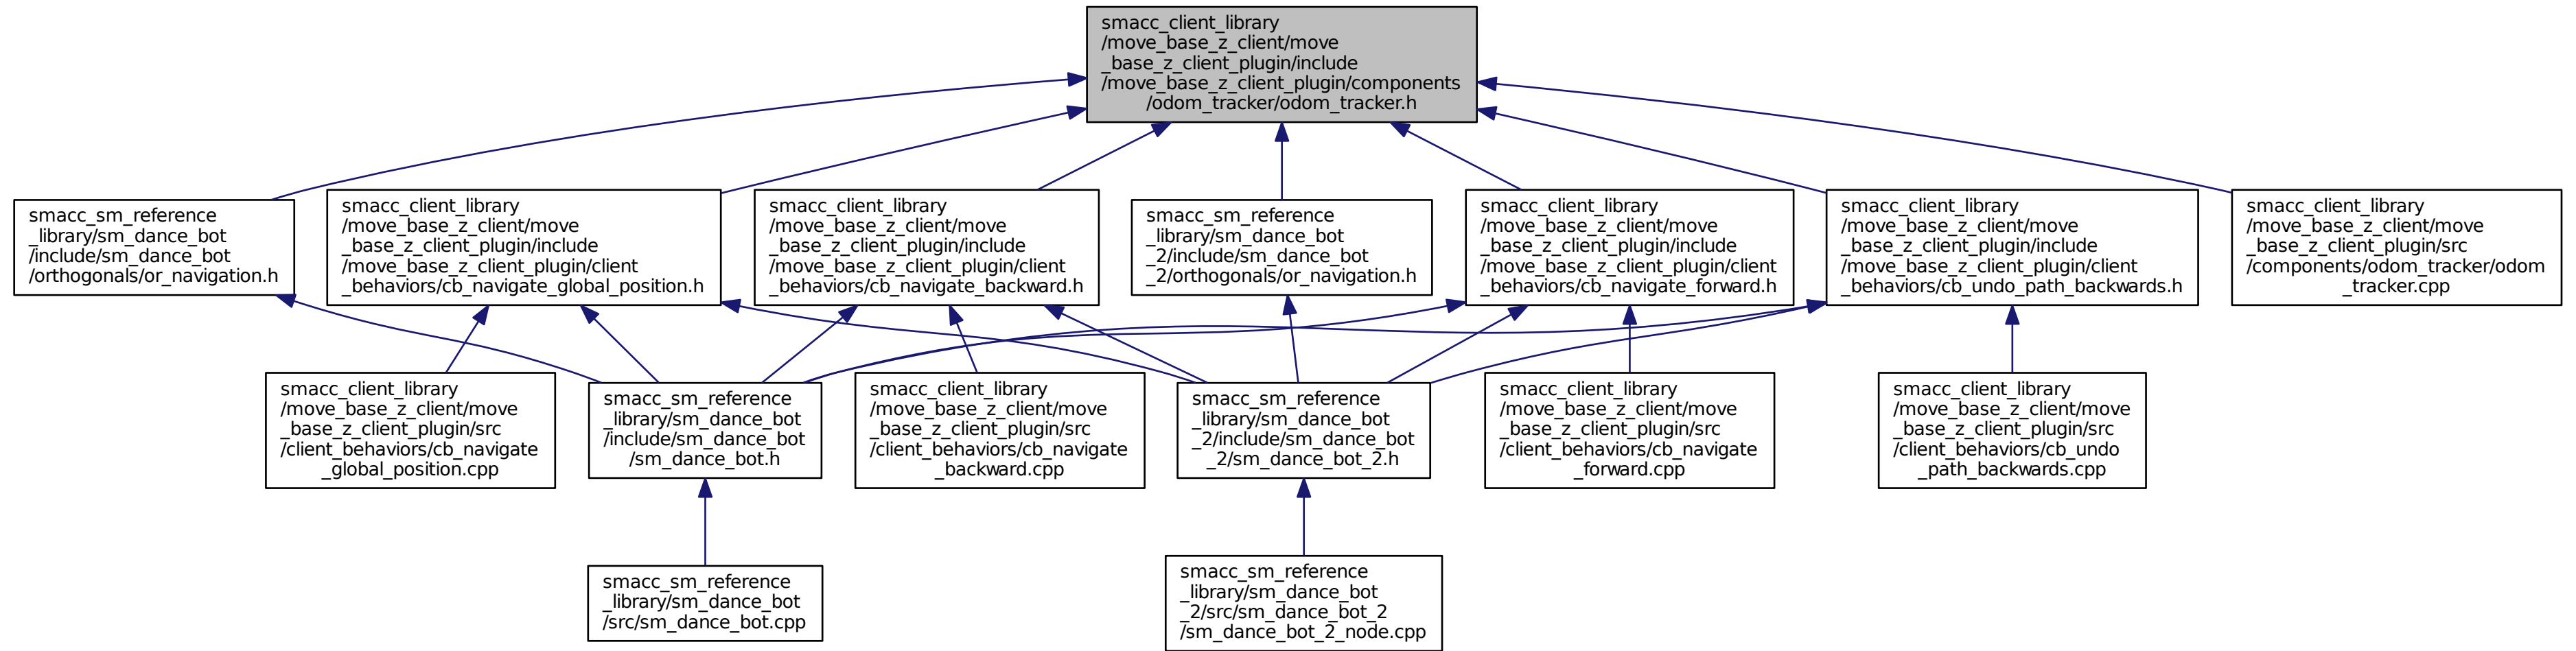 smacc_client_library
/move_base_z_client/move
_base_z_client_plugin/include
/move_base_z_client_plugin/components
/odom_tracker/odom_tracker.h
smacc_sm_reference
_library/sm_dance_bot
/include/sm_dance_bot
/orthogonals/or_navigation.h
smacc_client_library
/move_base_z_client/move
_base_z_client_plugin/include
/move_base_z_client_plugin/client
_behaviors/cb_navigate_global_position.h
smacc_client_library
/move_base_z_client/move
_base_z_client_plugin/include
/move_base_z_client_plugin/client
_behaviors/cb_navigate_backward.h
smacc_sm_reference
_library/sm_dance_bot
_2/include/sm_dance_bot
_2/orthogonals/or_navigation.h
smacc_client_library
/move_base_z_client/move
_base_z_client_plugin/include
/move_base_z_client_plugin/client
_behaviors/cb_navigate_forward.h
smacc_client_library
/move_base_z_client/move
_base_z_client_plugin/include
/move_base_z_client_plugin/client
_behaviors/cb_undo_path_backwards.h
smacc_client_library
/move_base_z_client/move
_base_z_client_plugin/src
/components/odom_tracker/odom
_tracker.cpp
smacc_client_library
/move_base_z_client/move
_base_z_client_plugin/src
/client_behaviors/cb_navigate
_global_position.cpp
smacc_sm_reference
_library/sm_dance_bot
/include/sm_dance_bot
/sm_dance_bot.h
smacc_client_library
/move_base_z_client/move
_base_z_client_plugin/src
/client_behaviors/cb_navigate
_backward.cpp
smacc_sm_reference
_library/sm_dance_bot
_2/include/sm_dance_bot
_2/sm_dance_bot_2.h
smacc_client_library
/move_base_z_client/move
_base_z_client_plugin/src
/client_behaviors/cb_navigate
_forward.cpp
smacc_client_library
/move_base_z_client/move
_base_z_client_plugin/src
/client_behaviors/cb_undo
_path_backwards.cpp
smacc_sm_reference
_library/sm_dance_bot
/src/sm_dance_bot.cpp
smacc_sm_reference
_library/sm_dance_bot
_2/src/sm_dance_bot_2
/sm_dance_bot_2_node.cpp